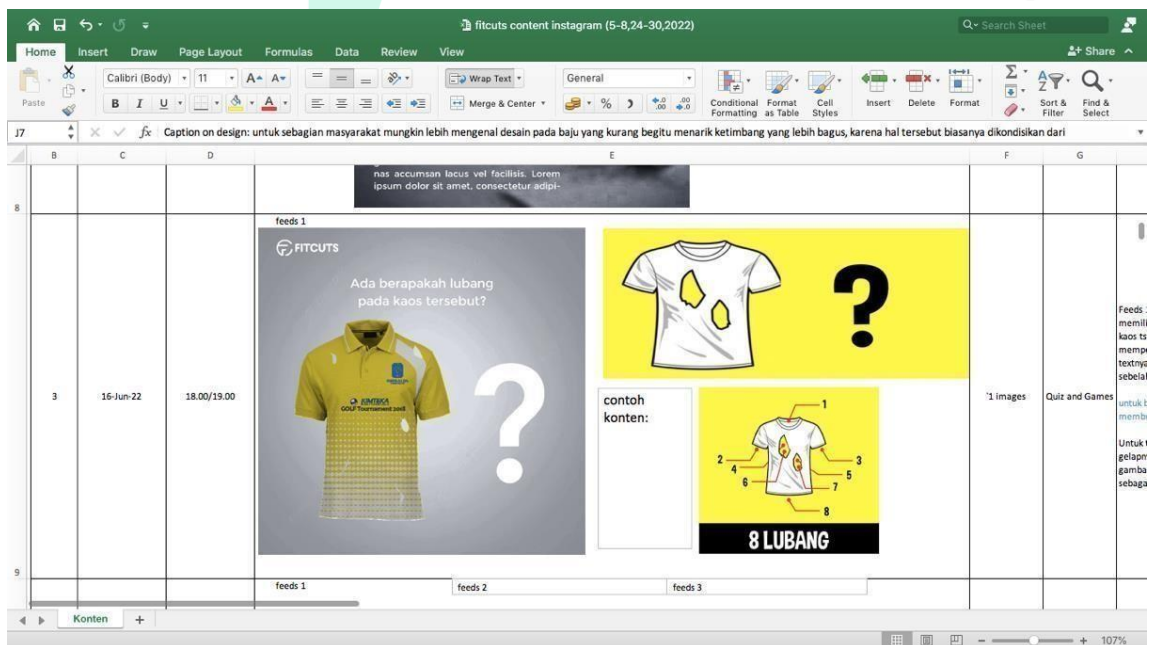 fitcuts content instagram (5-8,24-30,2022)
Search Sheet
Home Insert Draw Page Layout Formulas Data Review View
Share
Calibri (Body) 11
Wrap Text
General
Paste
B I U
Merge & Center
Conditional Formatting
Format as Table
Cell Styles
Insert Delete Format
Sort & Filter
Find & Select
J7
fx Caption on design: untuk sebagian masyarakat mungkin lebih mengenal desain pada baju yang kurang begitu menarik ketimbang yang lebih bagus, karena hal tersebut biasanya dikondisikan dari
B C D E F G
nas accumsan lacus vel facilisis. Lorem
ipsum dolor sit amet, consectetur adipi-
8
feeds 1
FITCUTS
Ada berapakah lubang
pada kaos tersebut?
KIMTEKA
GOLF Tournament 2018
?
?
contoh
konten:
1
2
3
4
5
6
7
8
8 LUBANG
3
16-Jun-22
18.00/19.00
'1 images
Quiz and Games
Feeds
memili
kaos ts
mempe
textnya
sebelal
untuk b
memb
Untuk
gelapn
gamba
sebaga
9
feeds 1
feeds 2
feeds 3
Konten +
107%